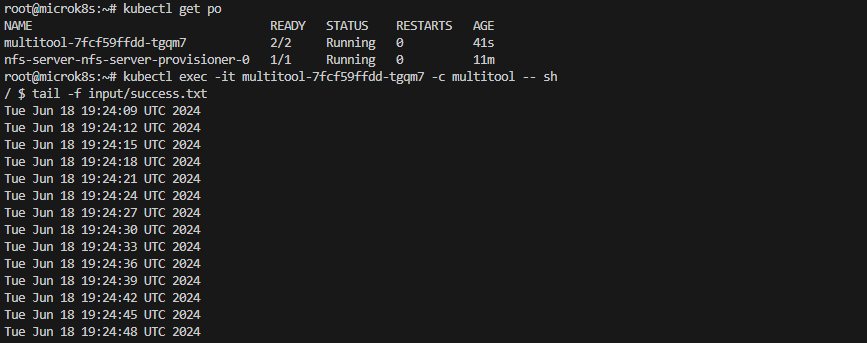 root@microk8s:~# kubectl get po
NAME READY STATUS RESTARTS AGE
multitool-7fcf59ffdd-tgqm7 2/2 Running 0 41s
nfs-server-nfs-server-provisioner-0 1/1 Running 0 11m
root@microk8s:~# kubectl exec -it multitool-7fcf59ffdd-tgqm7 -c multitool -- sh
/ $ tail -f input/success.txt
Tue Jun 18 19:24:09 UTC 2024
Tue Jun 18 19:24:12 UTC 2024
Tue Jun 18 19:24:15 UTC 2024
Tue Jun 18 19:24:18 UTC 2024
Tue Jun 18 19:24:21 UTC 2024
Tue Jun 18 19:24:24 UTC 2024
Tue Jun 18 19:24:27 UTC 2024
Tue Jun 18 19:24:30 UTC 2024
Tue Jun 18 19:24:33 UTC 2024
Tue Jun 18 19:24:36 UTC 2024
Tue Jun 18 19:24:39 UTC 2024
Tue Jun 18 19:24:42 UTC 2024
Tue Jun 18 19:24:45 UTC 2024
Tue Jun 18 19:24:48 UTC 2024